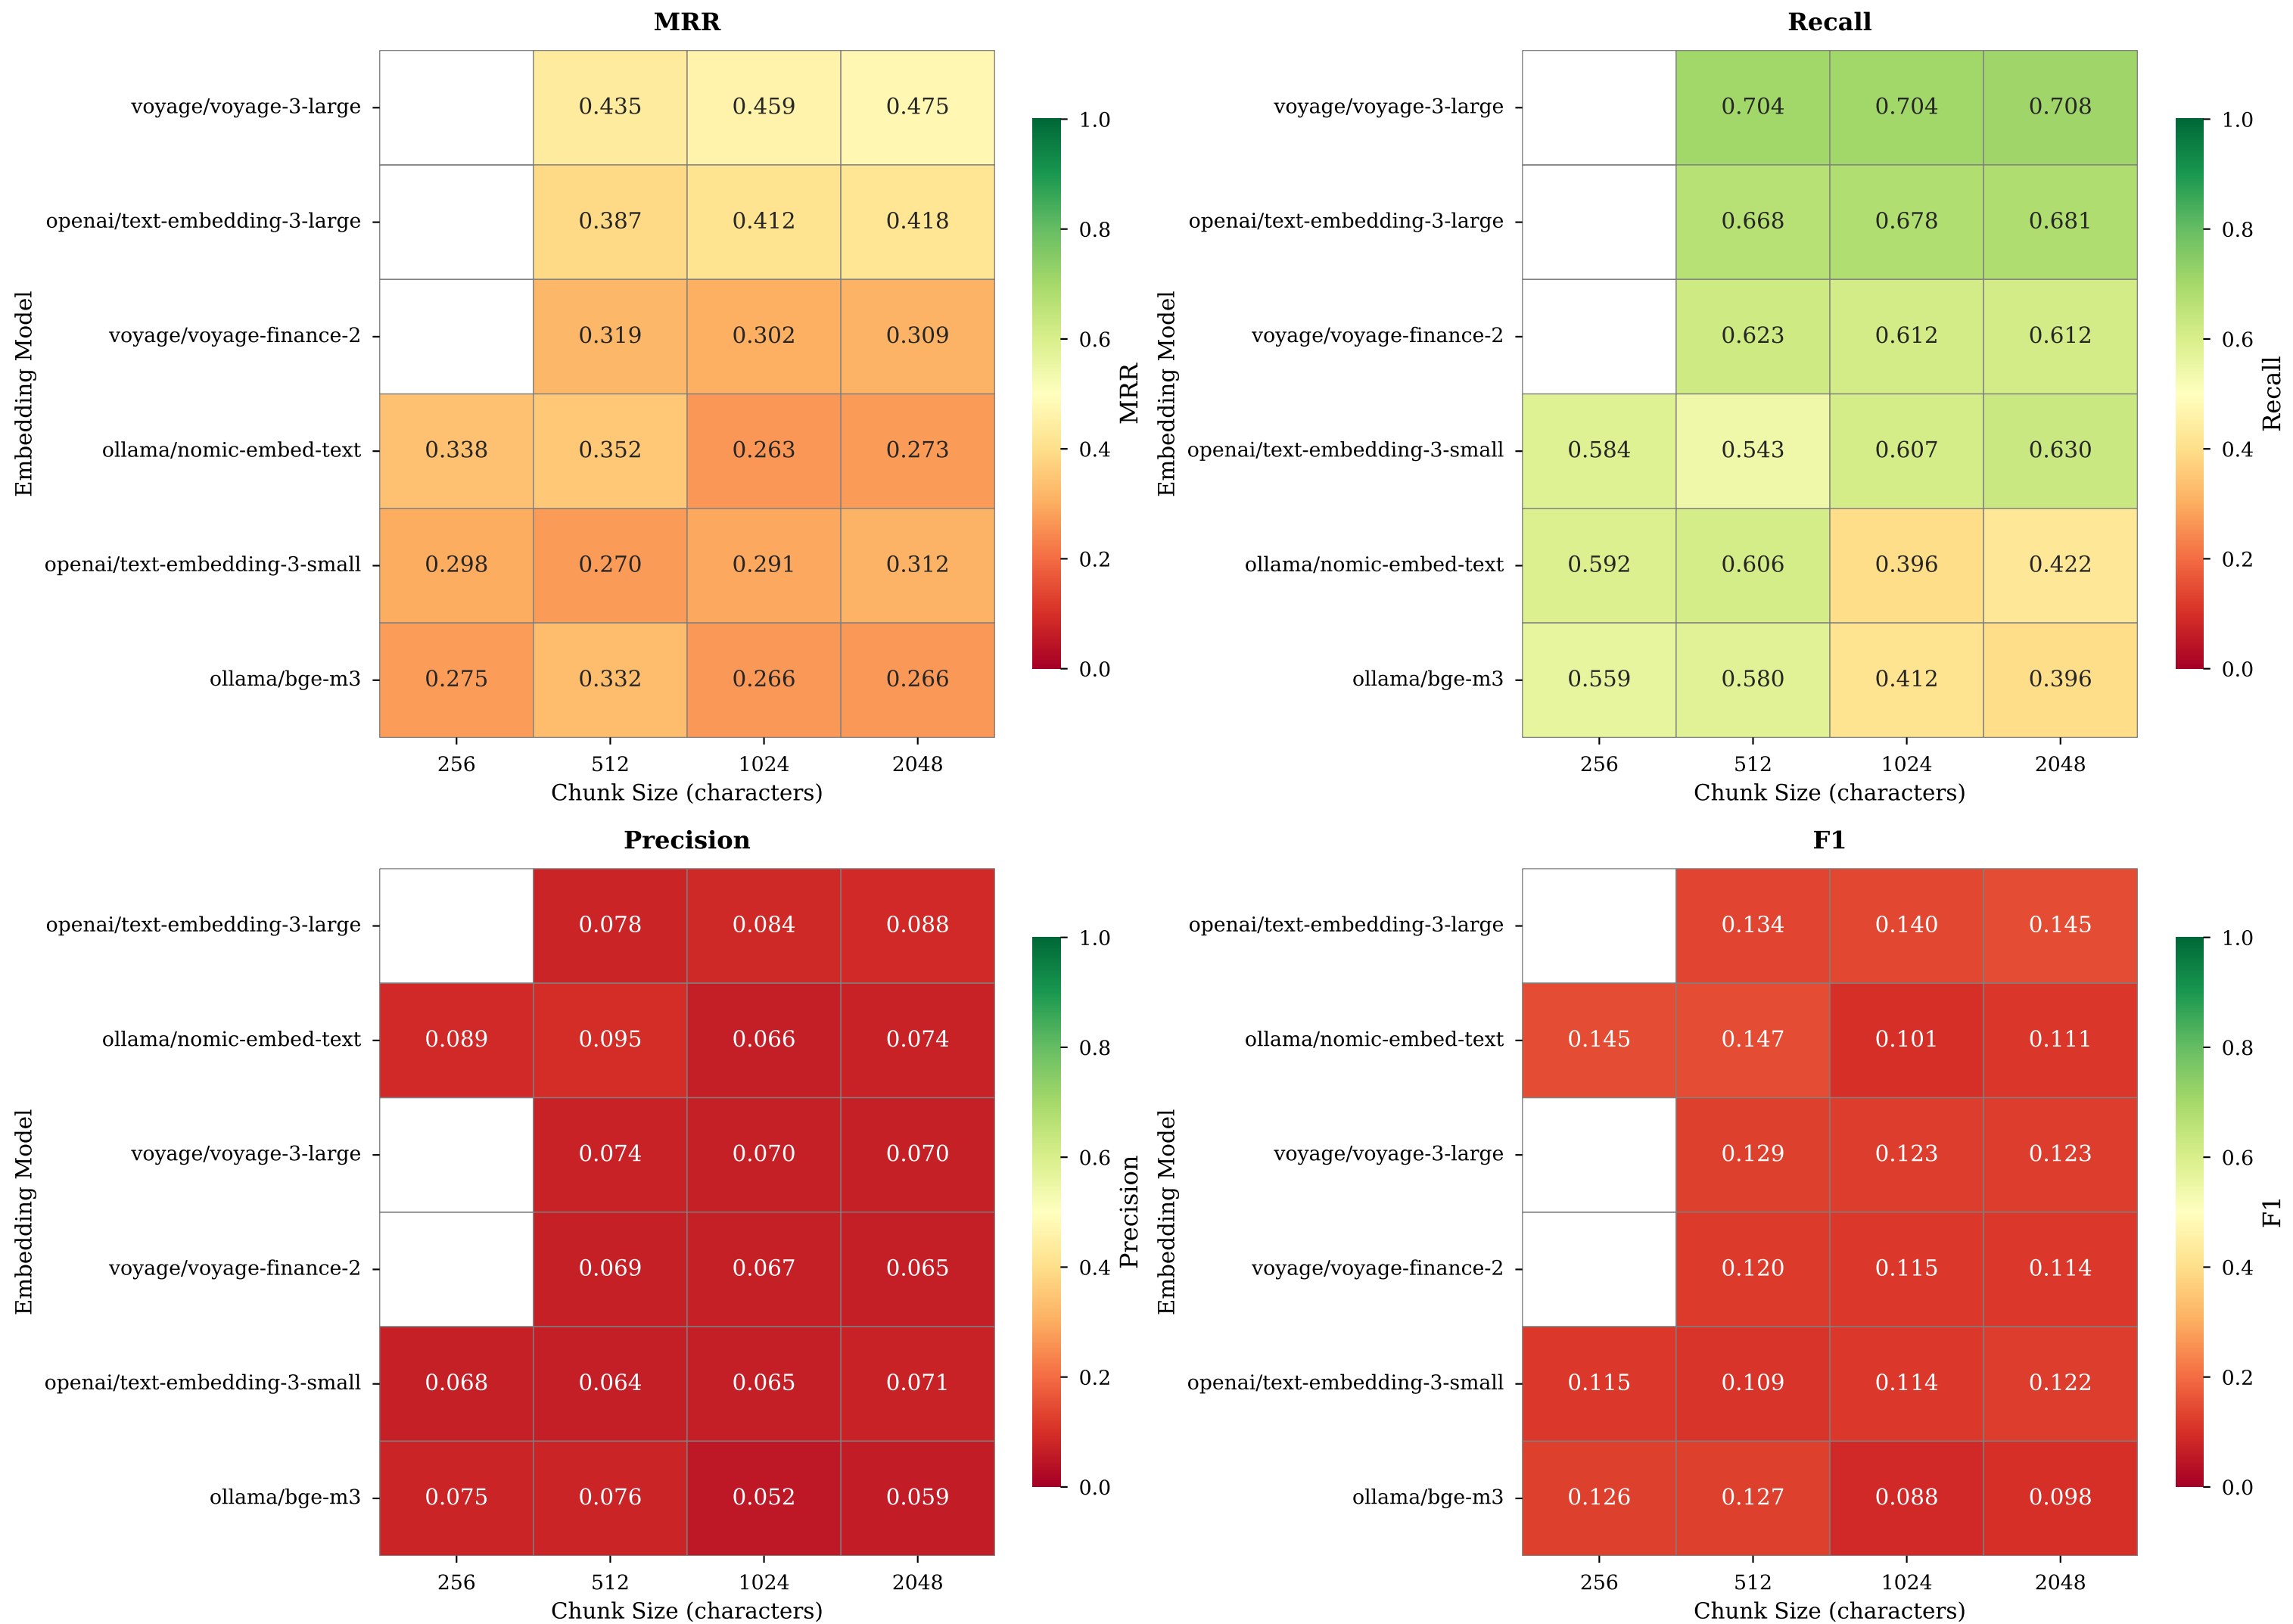 MRR
voyage/voyage-3-large 0.435 0.459 0.475
openai/text-embedding-3-large 0.387 0.412 0.418
voyage/voyage-finance-2 0.319 0.302 0.309
ollama/nomic-embed-text 0.338 0.352 0.263 0.273
openai/text-embedding-3-small 0.298 0.270 0.291 0.312
ollama/bge-m3 0.275 0.332 0.266 0.266
256 512 1024 2048
Chunk Size (characters)
Embedding Model
1.0
0.8
0.6
0.4
0.2
0.0
MRR
Recall
voyage/voyage-3-large 0.704 0.704 0.708
openai/text-embedding-3-large 0.668 0.678 0.681
voyage/voyage-finance-2 0.623 0.612 0.612
openai/text-embedding-3-small 0.584 0.543 0.607 0.630
ollama/nomic-embed-text 0.592 0.606 0.396 0.422
ollama/bge-m3 0.559 0.580 0.412 0.396
256 512 1024 2048
Chunk Size (characters)
Embedding Model
1.0
0.8
0.6
0.4
0.2
0.0
Recall
Precision
openai/text-embedding-3-large 0.078 0.084 0.088
ollama/nomic-embed-text 0.089 0.095 0.066 0.074
voyage/voyage-3-large 0.074 0.070 0.070
voyage/voyage-finance-2 0.069 0.067 0.065
openai/text-embedding-3-small 0.068 0.064 0.065 0.071
ollama/bge-m3 0.075 0.076 0.052 0.059
256 512 1024 2048
Chunk Size (characters)
Embedding Model
1.0
0.8
0.6
0.4
0.2
0.0
Precision
F1
openai/text-embedding-3-large 0.134 0.140 0.145
ollama/nomic-embed-text 0.145 0.147 0.101 0.111
voyage/voyage-3-large 0.129 0.123 0.123
voyage/voyage-finance-2 0.120 0.115 0.114
openai/text-embedding-3-small 0.115 0.109 0.114 0.122
ollama/bge-m3 0.126 0.127 0.088 0.098
256 512 1024 2048
Chunk Size (characters)
Embedding Model
1.0
0.8
0.6
0.4
0.2
0.0
F1